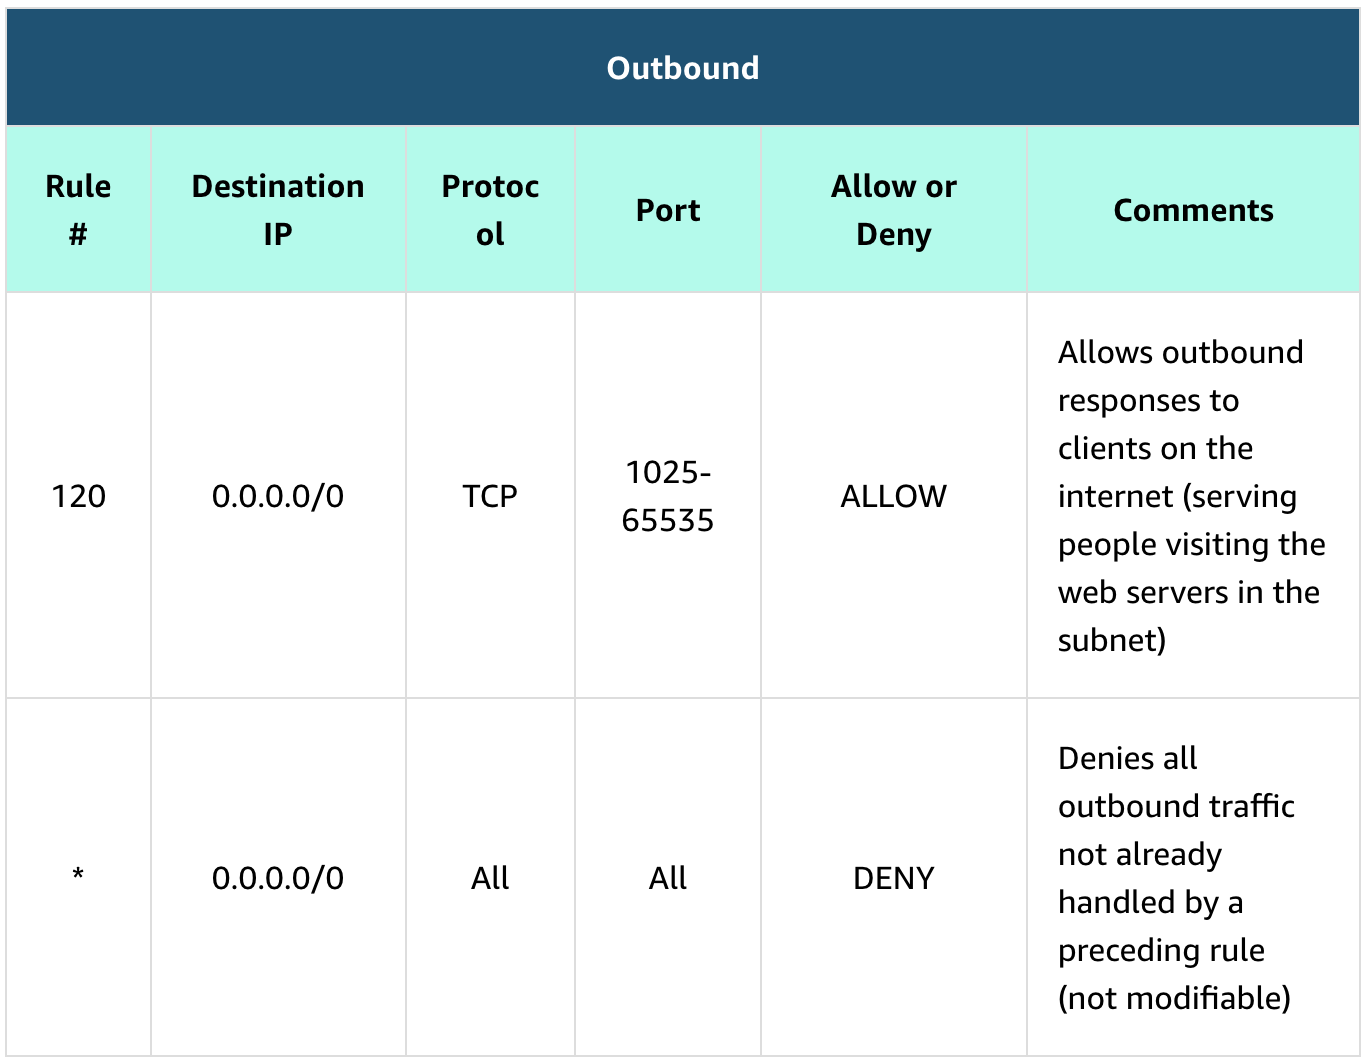 Outbound
Rule
#
Destination
IP
Protoc
ol
Port
Allow or
Deny
Comments
120
0.0.0.0/0
TCP
1025-
65535
ALLOW
Allows outbound
responses to
clients on the
internet (serving
people visiting the
web servers in the
subnet)
*
0.0.0.0/0
All
All
DENY
Denies all
outbound traffic
not already
handled by a
preceding rule
(not modifiable)